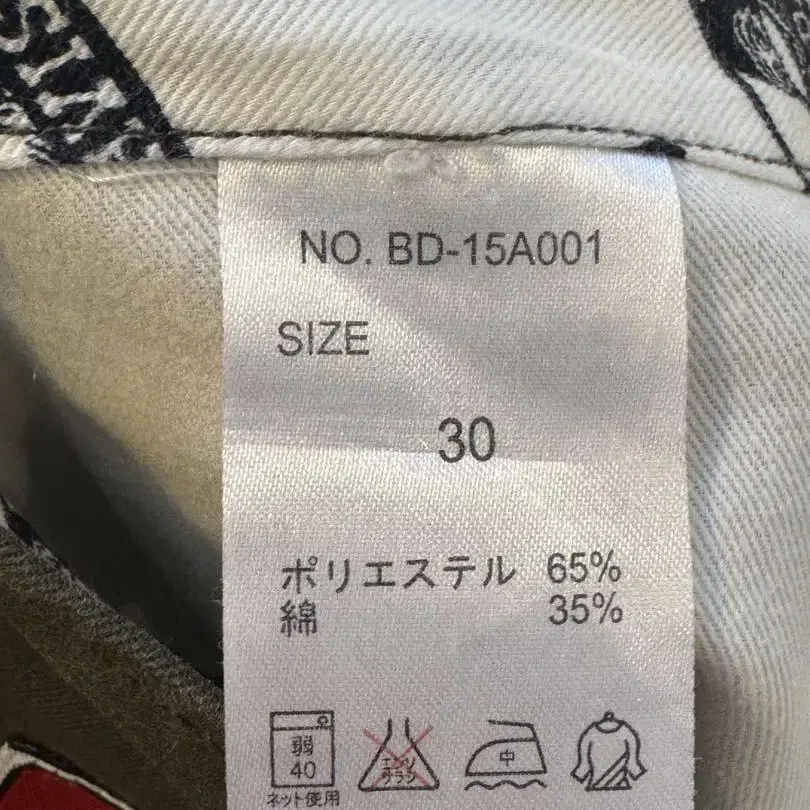 NO. BD-15A001
SIZE
30
ポリエステル 65%
綿 35%
弱
40
ネット使用
エンソ
サラシ
中